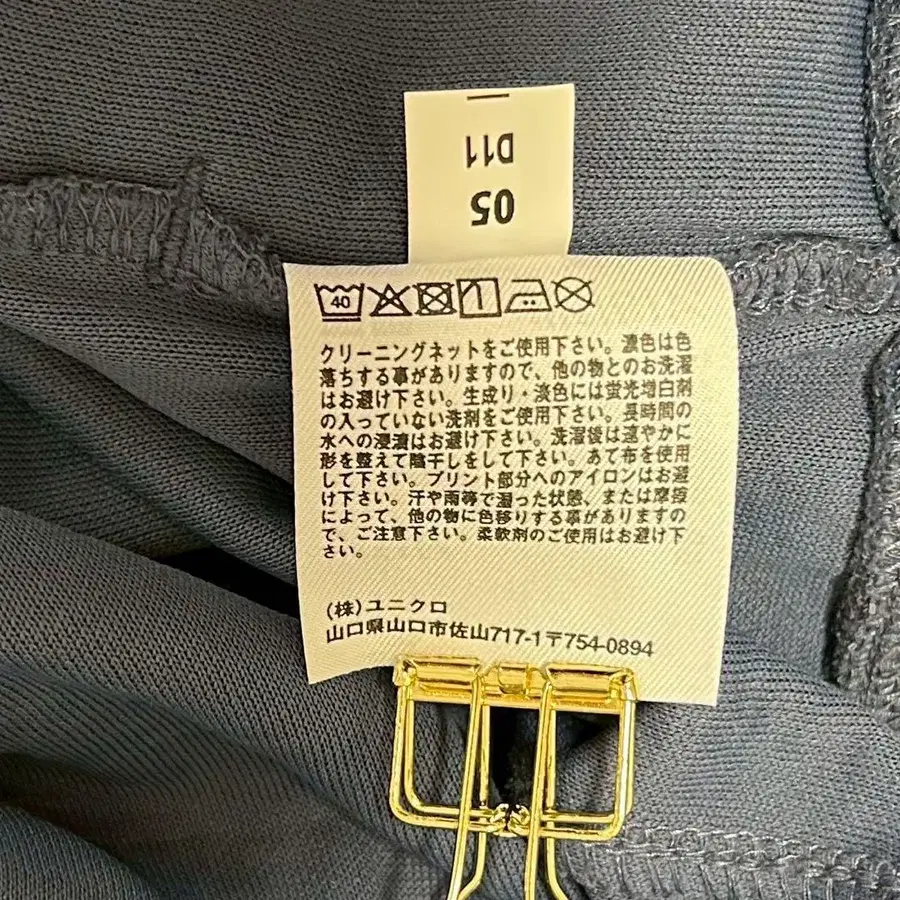 D11
05
40
クリーニングネットをご使用下さい。濃色は色
落ちする事がありますので、他の物とのお洗濯
はお避け下さい。生成り・淡色には蛍光増白剤
の入っていない洗剤をご使用下さい。長時間の
水への浸漬はお避け下さい。洗濯後は速やかに
形を整えて陰干しをして下さい。あて布を使用
して下さい。プリント部分へのアイロンはお避
け下さい。汗や雨等で湿った状態、または摩擦
によって、他の物に色移りする事がありますの
で、ご注意下さい。柔軟剤のご使用はお避け下
さい。
(株)ユニクロ
山口県山口市佐山717-1〒754-0894